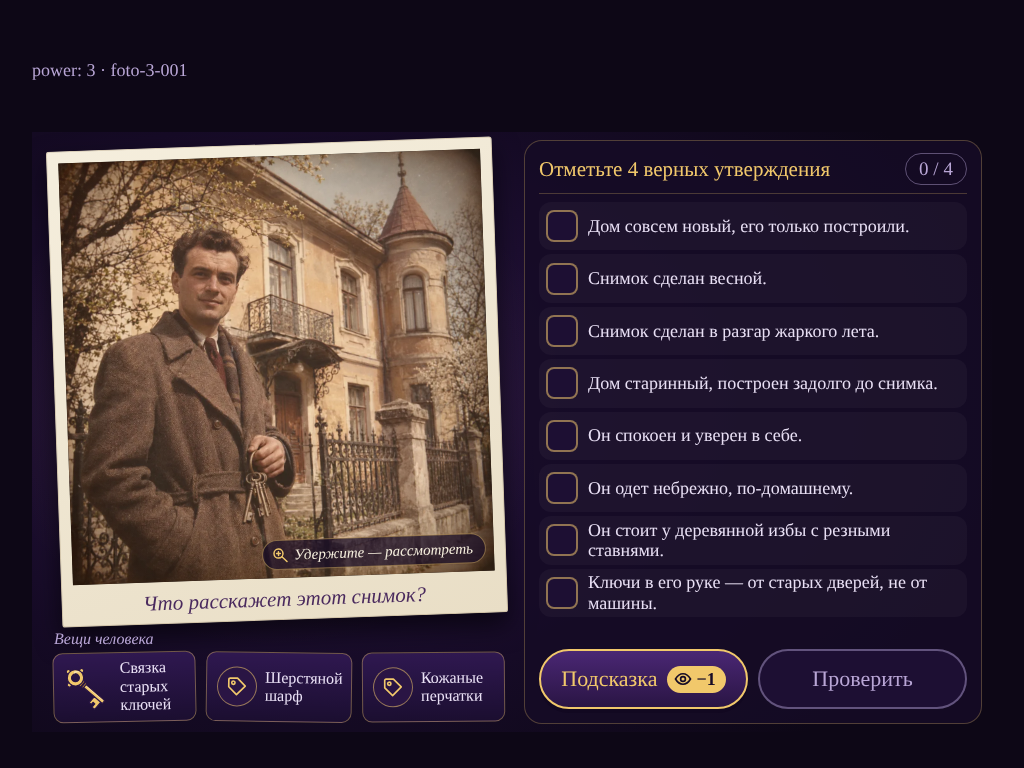 power: 3 · foto-3-001
Удержите — рассмотреть
Что расскажет этот снимок?
Вещи человека
Связка
старых
ключей
Шерстяной
шарф
Кожаные
перчатки
Отметьте 4 верных утверждения
0 / 4
Дом совсем новый, его только построили.
Снимок сделан весной.
Снимок сделан в разгар жаркого лета.
Дом старинный, построен задолго до снимка.
Он спокоен и уверен в себе.
Он одет небрежно, по-домашнему.
Он стоит у деревянной избы с резными
ставнями.
Ключи в его руке — от старых дверей, не от
машины.
Подсказка −1
Проверить